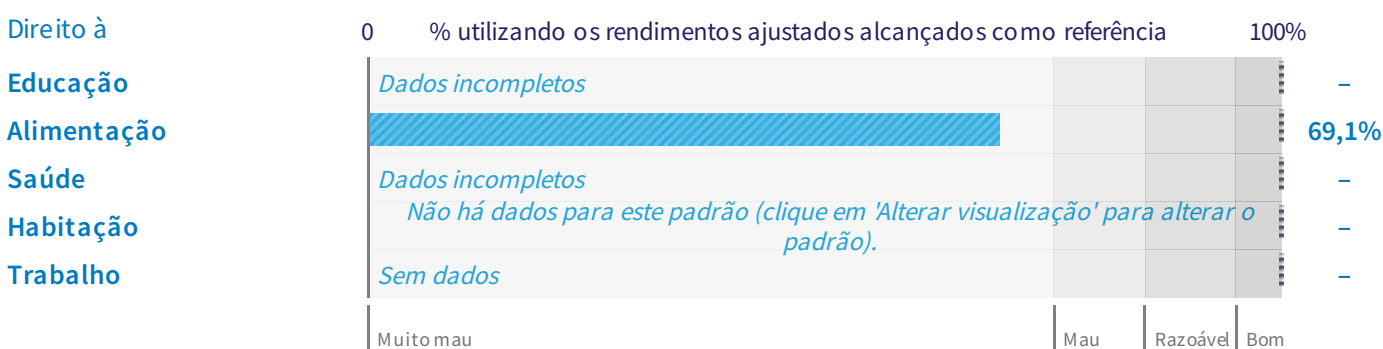 Direito à 0 % utilizando os rendimentos ajustados alcançados como referência 100%
Educação Dados incompletos –
Alimentação 69,1%
Saúde Dados incompletos –
Não há dados para este padrão (clique em 'Alterar visualização' para alterar o
Habitação –
padrão).
Trabalho Sem dados –
Muito mau Mau Razoável Bom